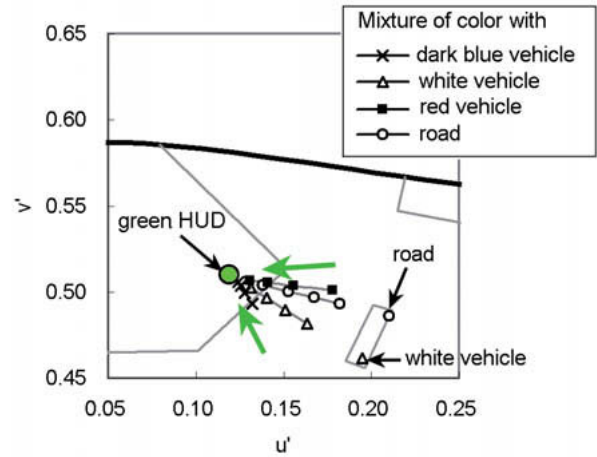 Mixture of color with
dark blue vehicle
white vehicle
red vehicle
road
0.65
0.60
0.55
0.50
0.45
v'
green HUD
road
white vehicle
0.05 0.10 0.15 0.20 0.25
u'